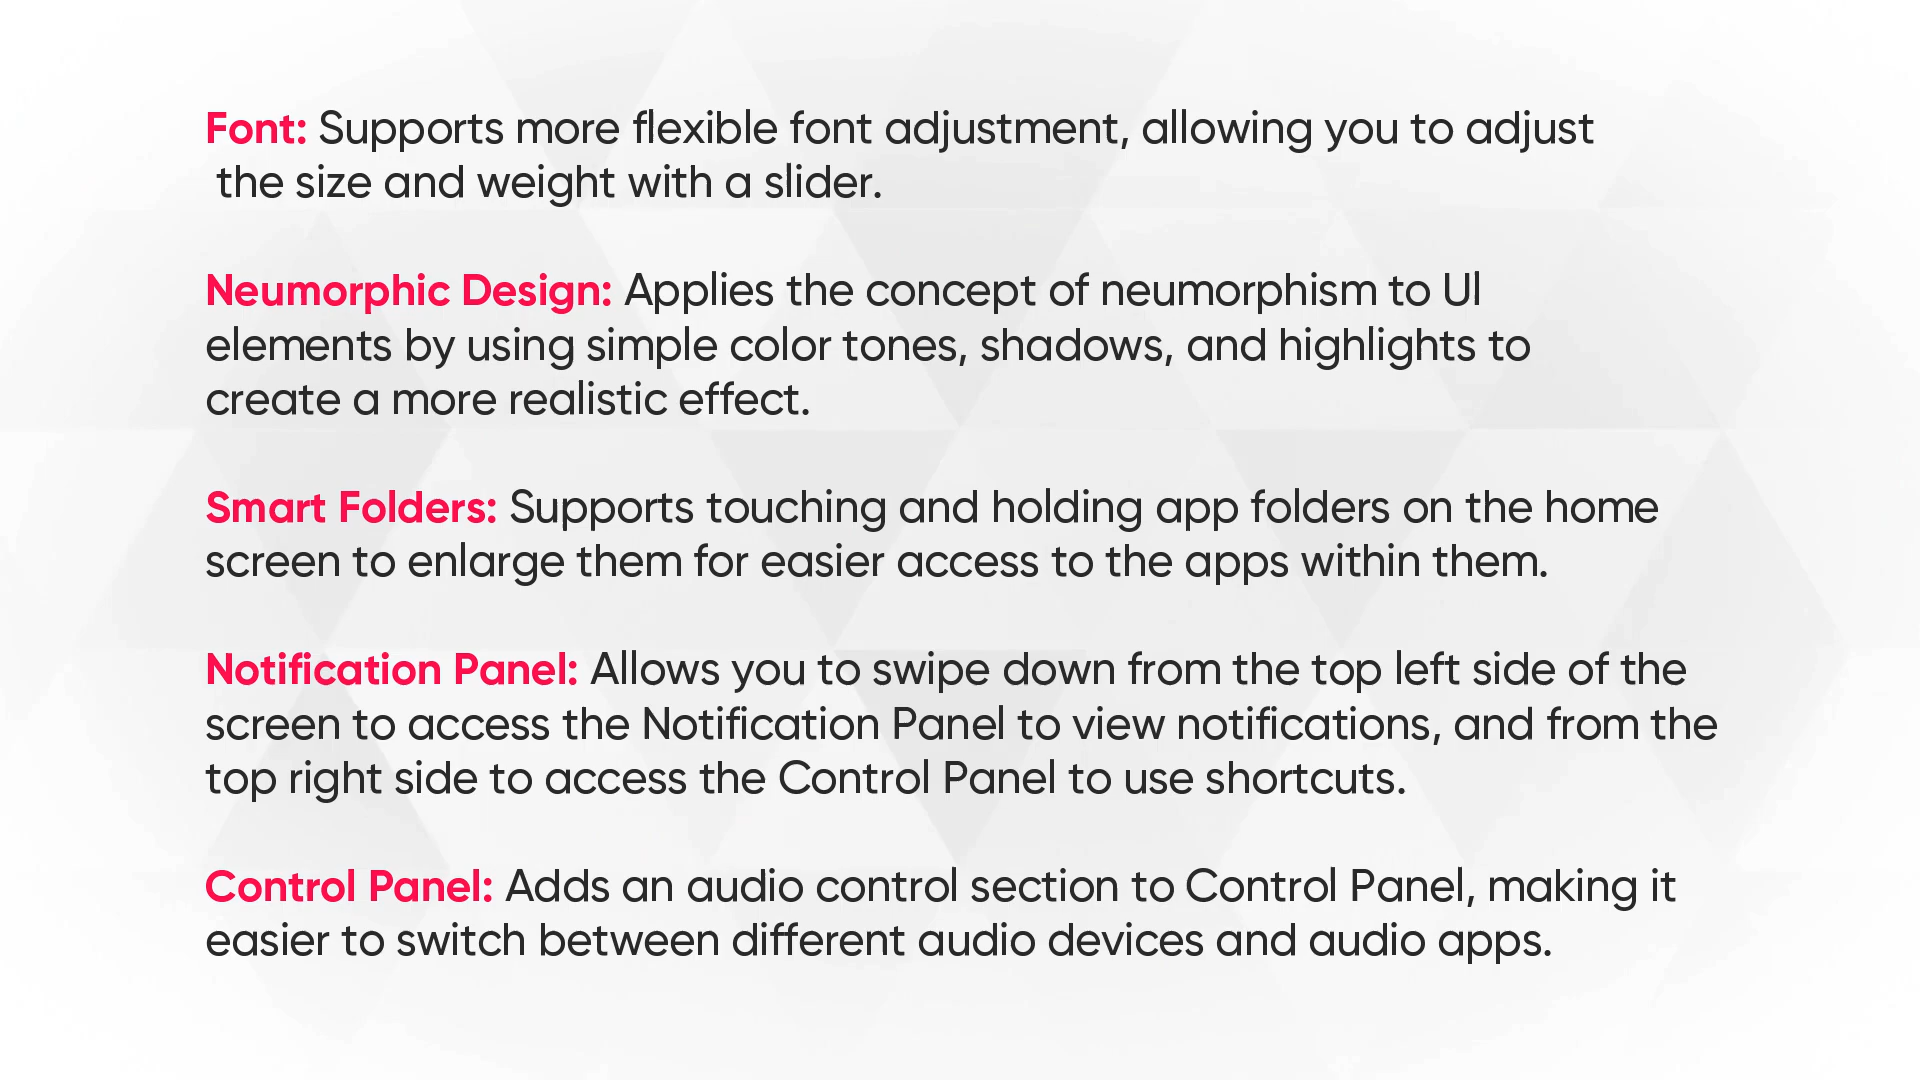 Font: Supports more flexible font adjustment, allowing you to adjust
the size and weight with a slider.
Neumorphic Design: Applies the concept of neumorphism to UI
elements by using simple color tones, shadows, and highlights to
create a more realistic effect.
Smart Folders: Supports touching and holding app folders on the home
screen to enlarge them for easier access to the apps within them.
Notification Panel: Allows you to swipe down from the top left side of the
screen to access the Notification Panel to view notifications, and from the
top right side to access the Control Panel to use shortcuts.
Control Panel: Adds an audio control section to Control Panel, making it
easier to switch between different audio devices and audio apps.